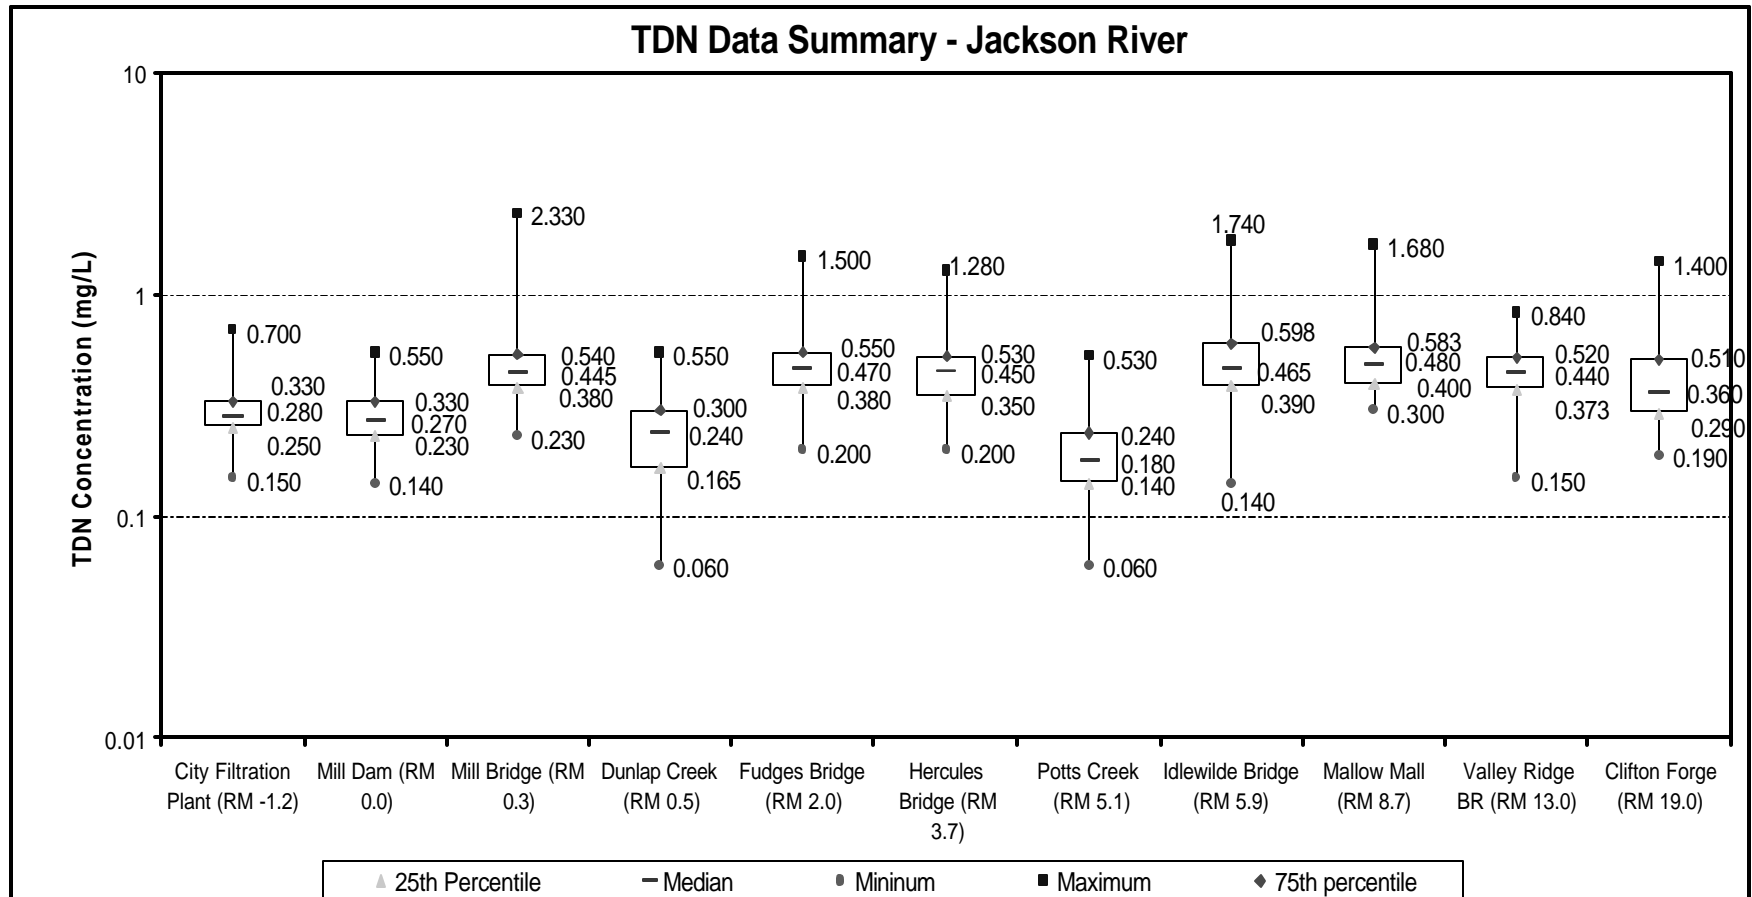 TDN Data Summary - Jackson River
TDN Concentration (mg/L)
10
1
0.1
0.01
0.700
0.330
0.280
0.250
0.150
0.550
0.330
0.270
0.230
0.140
2.330
0.540
0.445
0.380
0.230
0.550
0.300
0.240
0.165
0.060
1.500
0.550
0.470
0.380
0.200
1.280
0.530
0.450
0.350
0.200
0.530
0.240
0.180
0.140
0.060
1.740
0.598
0.465
0.390
0.140
1.680
0.583
0.480
0.400
0.300
0.840
0.520
0.440
0.373
0.150
1.400
0.510
0.360
0.290
0.190
City Filtration
Plant (RM -1.2)
Mill Dam (RM
0.0)
Mill Bridge (RM
0.3)
Dunlap Creek
(RM 0.5)
Fudges Bridge
(RM 2.0)
Hercules
Bridge (RM
3.7)
Potts Creek
(RM 5.1)
Idlewilde Bridge
(RM 5.9)
Mallow Mall
(RM 8.7)
Valley Ridge
BR (RM 13.0)
Clifton Forge
(RM 19.0)
25th Percentile
Median
Mininum
Maximum
75th percentile